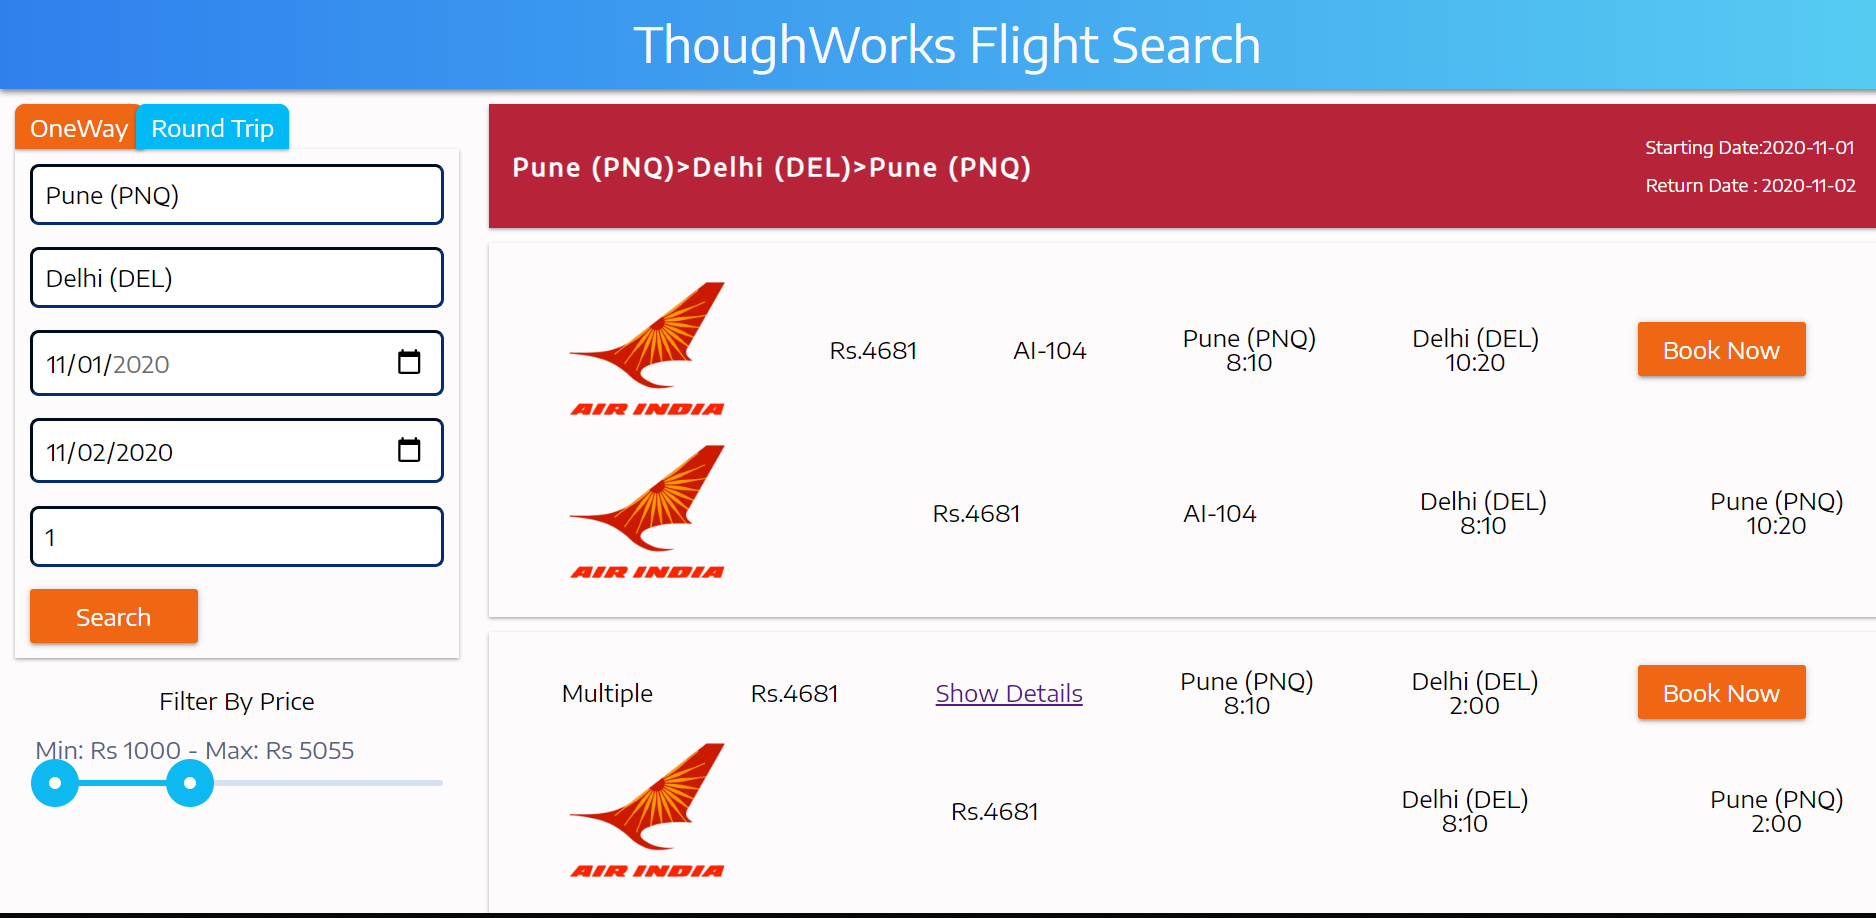 ThoughWorks Flight Search
OneWay
Round Trip
Pune (PNQ)
Delhi (DEL)
11/01/2020
11/02/2020
1
Search
Filter By Price
Min: Rs 1000 - Max: Rs 5055
Pune (PNQ)>Delhi (DEL)>Pune (PNQ)
Starting Date:2020-11-01
Return Date : 2020-11-02
AIR INDIA
Rs.4681
AI-104
Pune (PNQ)
8:10
Delhi (DEL)
10:20
Book Now
AIR INDIA
Rs.4681
AI-104
Delhi (DEL)
8:10
Pune (PNQ)
10:20
Multiple
Rs.4681
Show Details
Pune (PNQ)
8:10
Delhi (DEL)
2:00
Book Now
AIR INDIA
Rs.4681
Delhi (DEL)
8:10
Pune (PNQ)
2:00